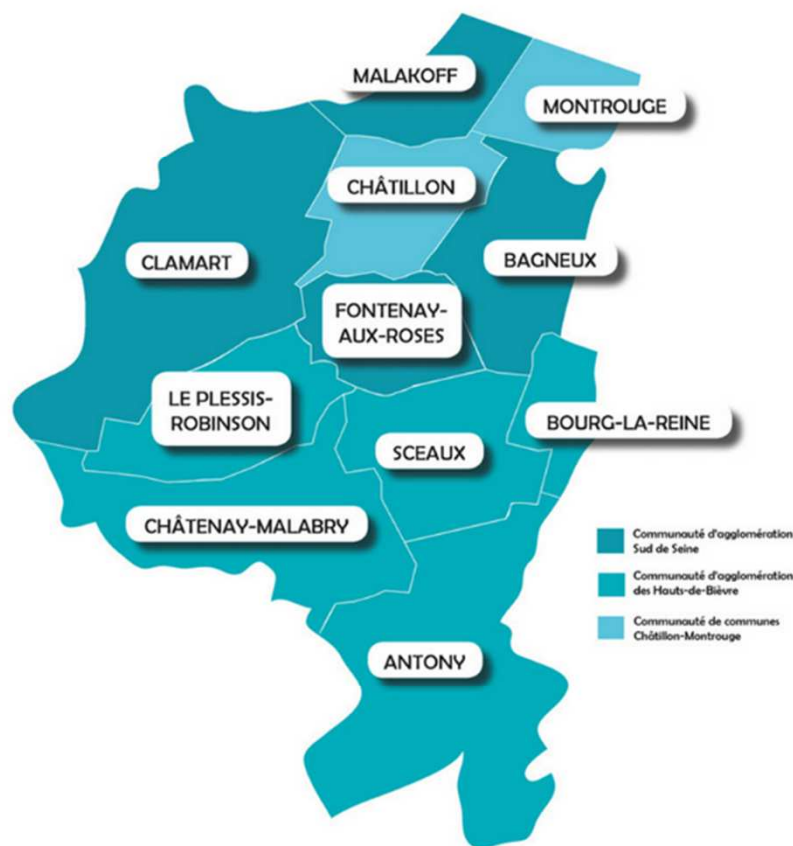 MALAKOFF
MONTROUGE
CHÂTILLON
CLAMART
BAGNEUX
FONTENAY-
AUX-ROSES
LE PLESSIS-
ROBINSON
BOURG-LA-REINE
SCEAUX
CHÂTENAY-MALABRY
ANTONY
Communauté d'agglomération
Sud de Seine
Communauté d'agglomération
des Hauts-de-Bièvre
Communauté de communes
Châtillon-Montrouge